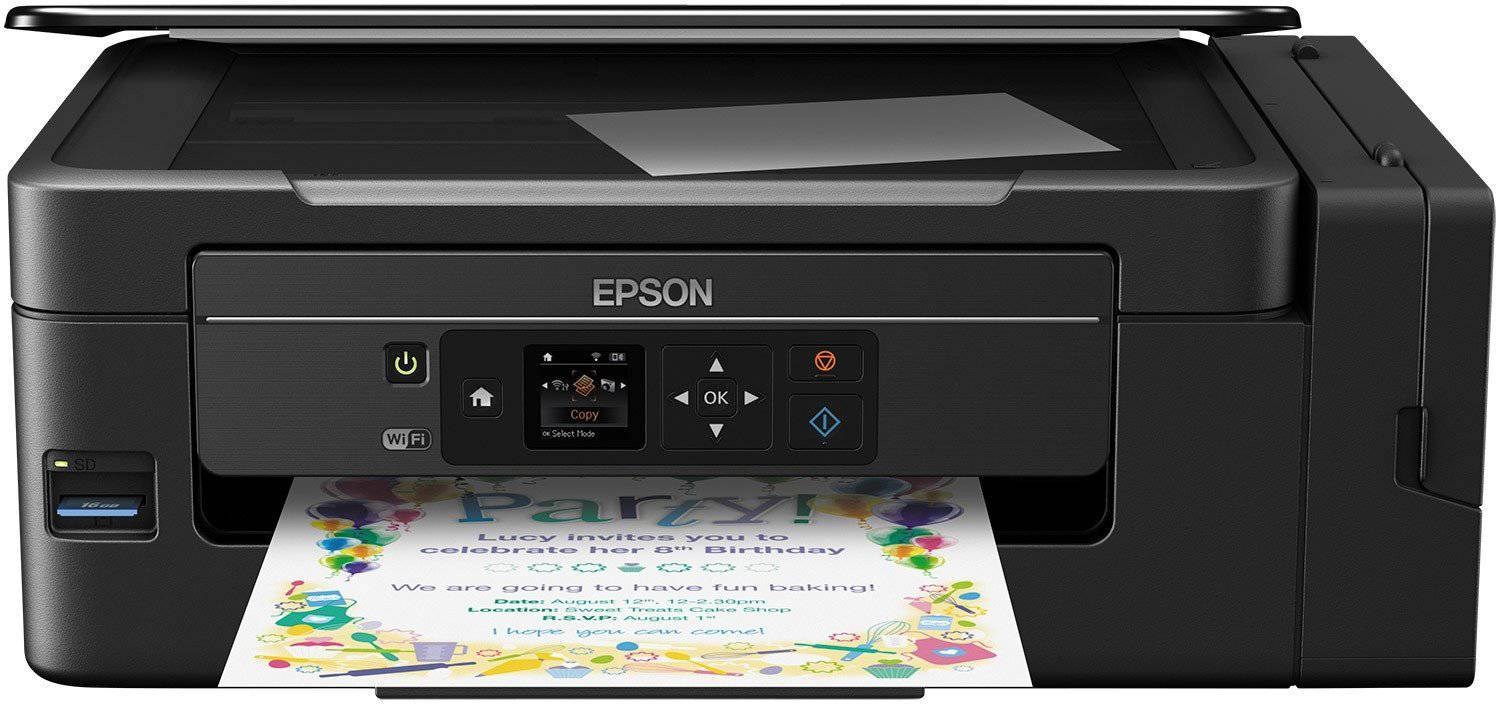 EPSON
Copy
OK Select Mode
OK
WiFi
SD
16GB
Party!
Lucy invites you to
celebrate her 8th Birthday
We are going to have fun baking!
Date: August 12th, 12-2.30pm
Location: Sweet Treats Cake Shop
R.S.V.P: August 1st
I hope you can come!